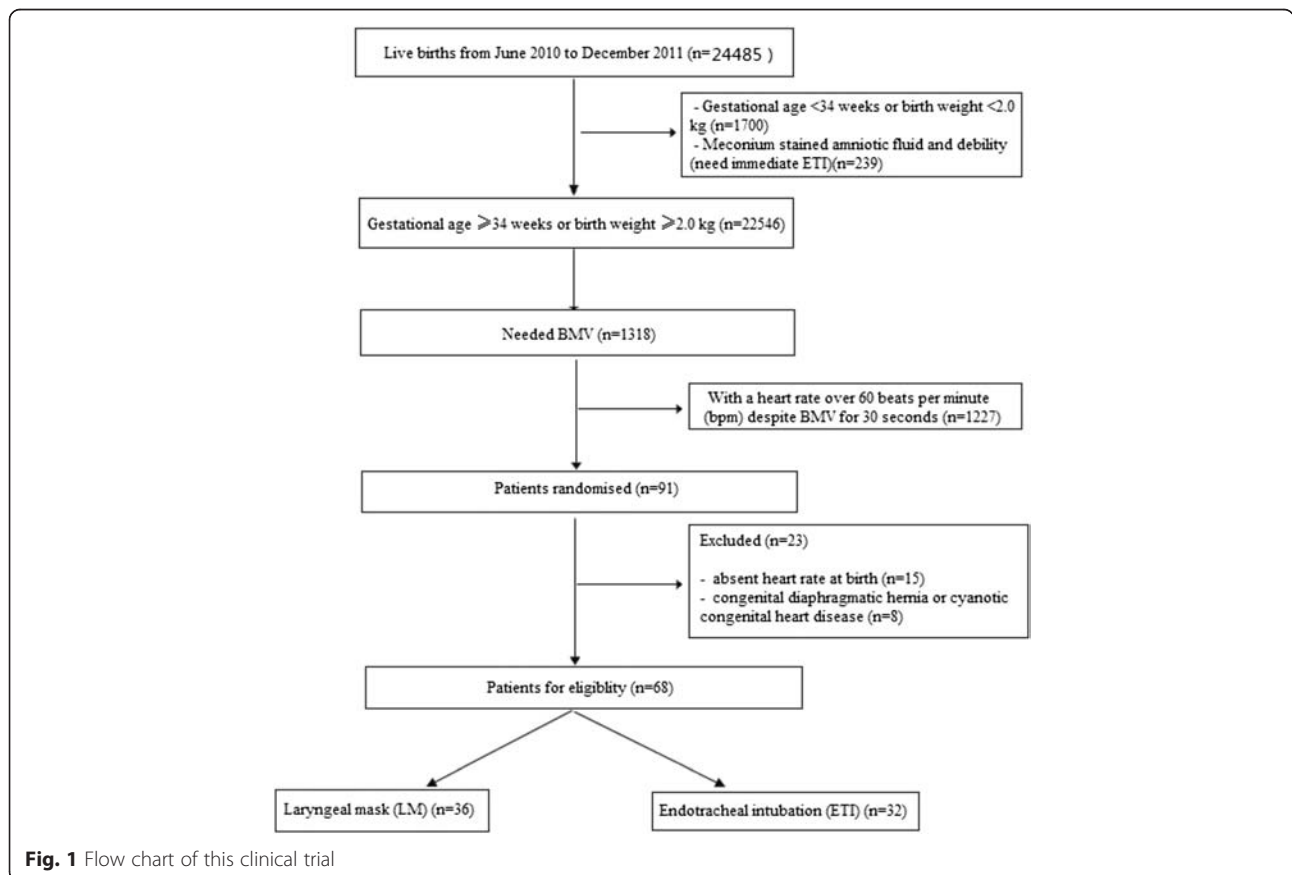 Live births from June 2010 to December 2011 (n=24485 )
- Gestational age <34 weeks or birth weight <2.0
kg (n=1700)
- Meconium stained amniotic fluid and debility
(need immediate ETI)(n=239)
Gestational age ⩾34 weeks or birth weight ⩾2.0 kg (n=22546)
Needed BMV (n=1318)
With a heart rate over 60 beats per minute
(bpm) despite BMV for 30 seconds (n=1227)
Patients randomised (n=91)
Excluded (n=23)
- absent heart rate at birth (n=15)
- congenital diaphragmatic hernia or cyanotic
congenital heart disease (n=8)
Patients for eligiblity (n=68)
Laryngeal mask (LM) (n=36)
Endotracheal intubation (ETI) (n=32)
Fig. 1 Flow chart of this clinical trial